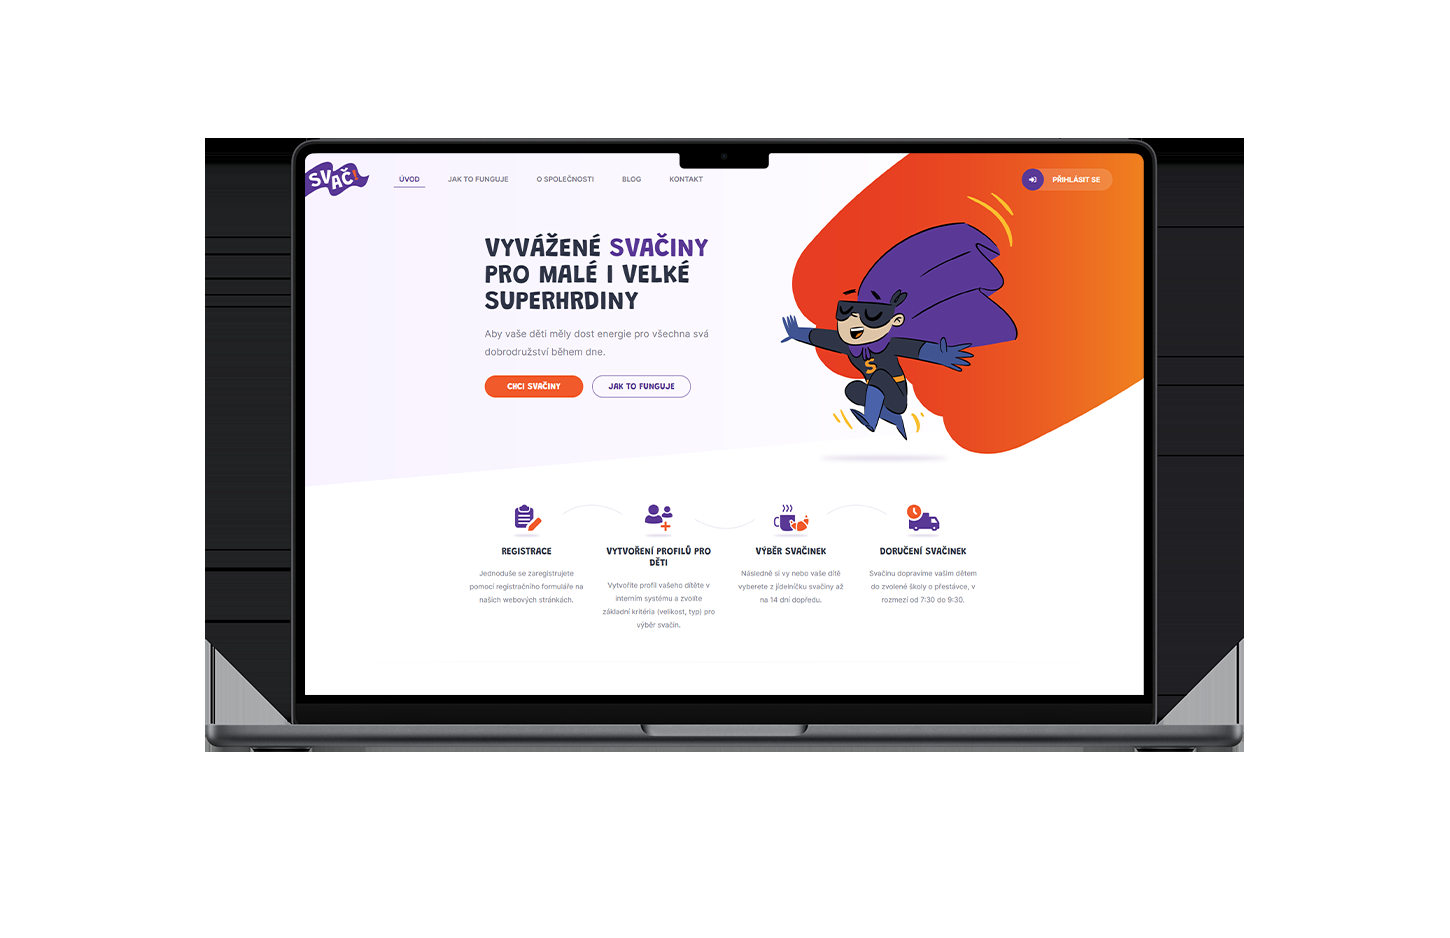 SVAČ!
ÚVOD
JAK TO FUNGUJE
O SPOLEČNOSTI
BLOG
KONTAKT
PŘIHLÁSIT SE
VYVÁŽENÉ SVAČINY
PRO MALÉ I VELKÉ
SUPERHRDINY
Aby vaše děti měly dost energie pro všechna svá
dobrodružství během dne.
CHCI SVAČINY
JAK TO FUNGUJE
S
REGISTRACE
Jednoduše se zaregistrujete
pomocí registračního formuláře na
našich webových stránkách.
VYTVOŘENÍ PROFILŮ PRO
DĚTI
Vytvoříte profil vašeho dítěte v
interním systému a zvolíte
základní kritéria (velikost, typ) pro
výběr svačin.
VÝBĚR SVAČINEK
Následně si vy nebo vaše dítě
vyberete z jídelníčku svačiny až
na 14 dní dopředu.
DORUČENÍ SVAČINEK
Svačinu dopravíme vašim dětem
do zvolené školy o přestávce, v
rozmezí od 7:30 do 9:30.